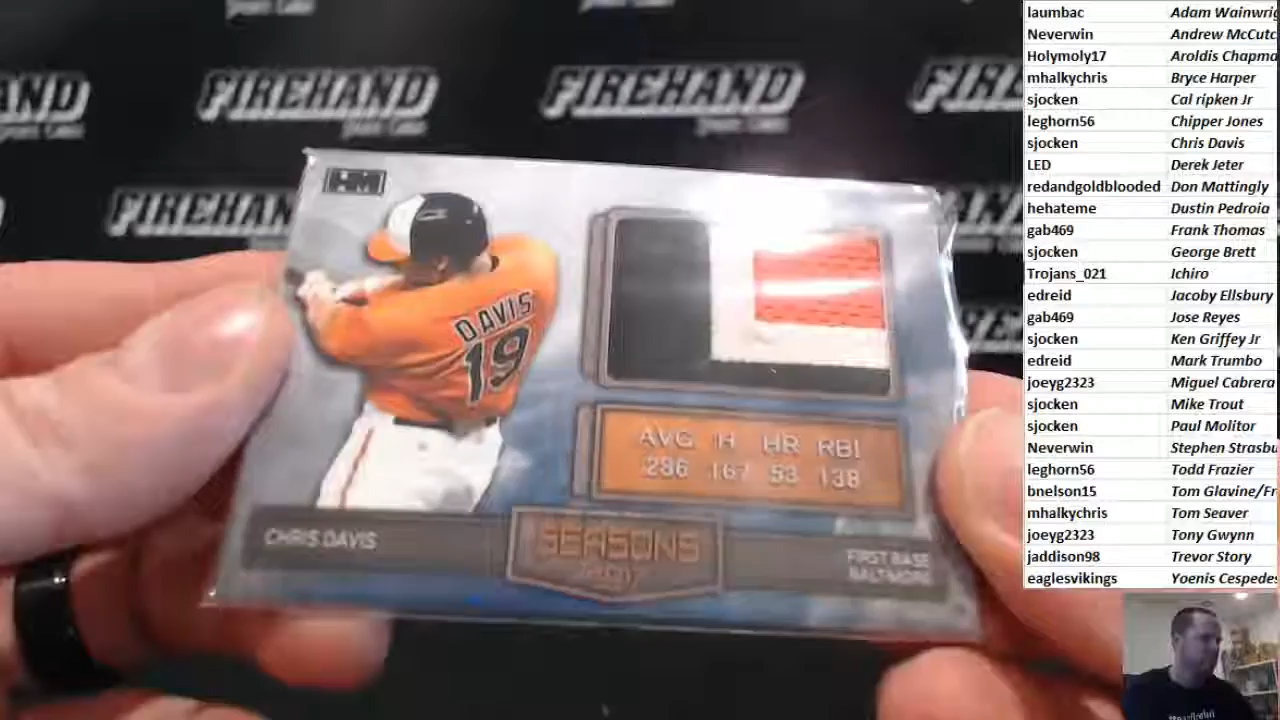 FIREHAND
FIREHAND
FIREHAND
DAVIS
19
AVG H HR RBI
286 167 53 138
CHRIS DAVIS
SEASONS
FIRST BASE
BALTIMORE
laumbac Adam Wainwrig
Neverwin Andrew McCutc
Holymoly17 Aroldis Chapma
mhalkychris Bryce Harper
sjocken Cal ripken Jr
leghorn56 Chipper Jones
sjocken Chris Davis
LED Derek Jeter
redandgoldblooded Don Mattingly
hehateme Dustin Pedroia
gab469 Frank Thomas
sjocken George Brett
Trojans_021 Ichiro
edreid Jacoby Ellsbury
gab469 Jose Reyes
sjocken Ken Griffey Jr
edreid Mark Trumbo
joeyg2323 Miguel Cabrera
sjocken Mike Trout
sjocken Paul Molitor
Neverwin Stephen Strasbu
leghorn56 Todd Frazier
bnelson15 Tom Glavine/Fr
mhalkychris Tom Seaver
joeyg2323 Tony Gwynn
jaddison98 Trevor Story
eaglesvikings Yoenis Cespedes